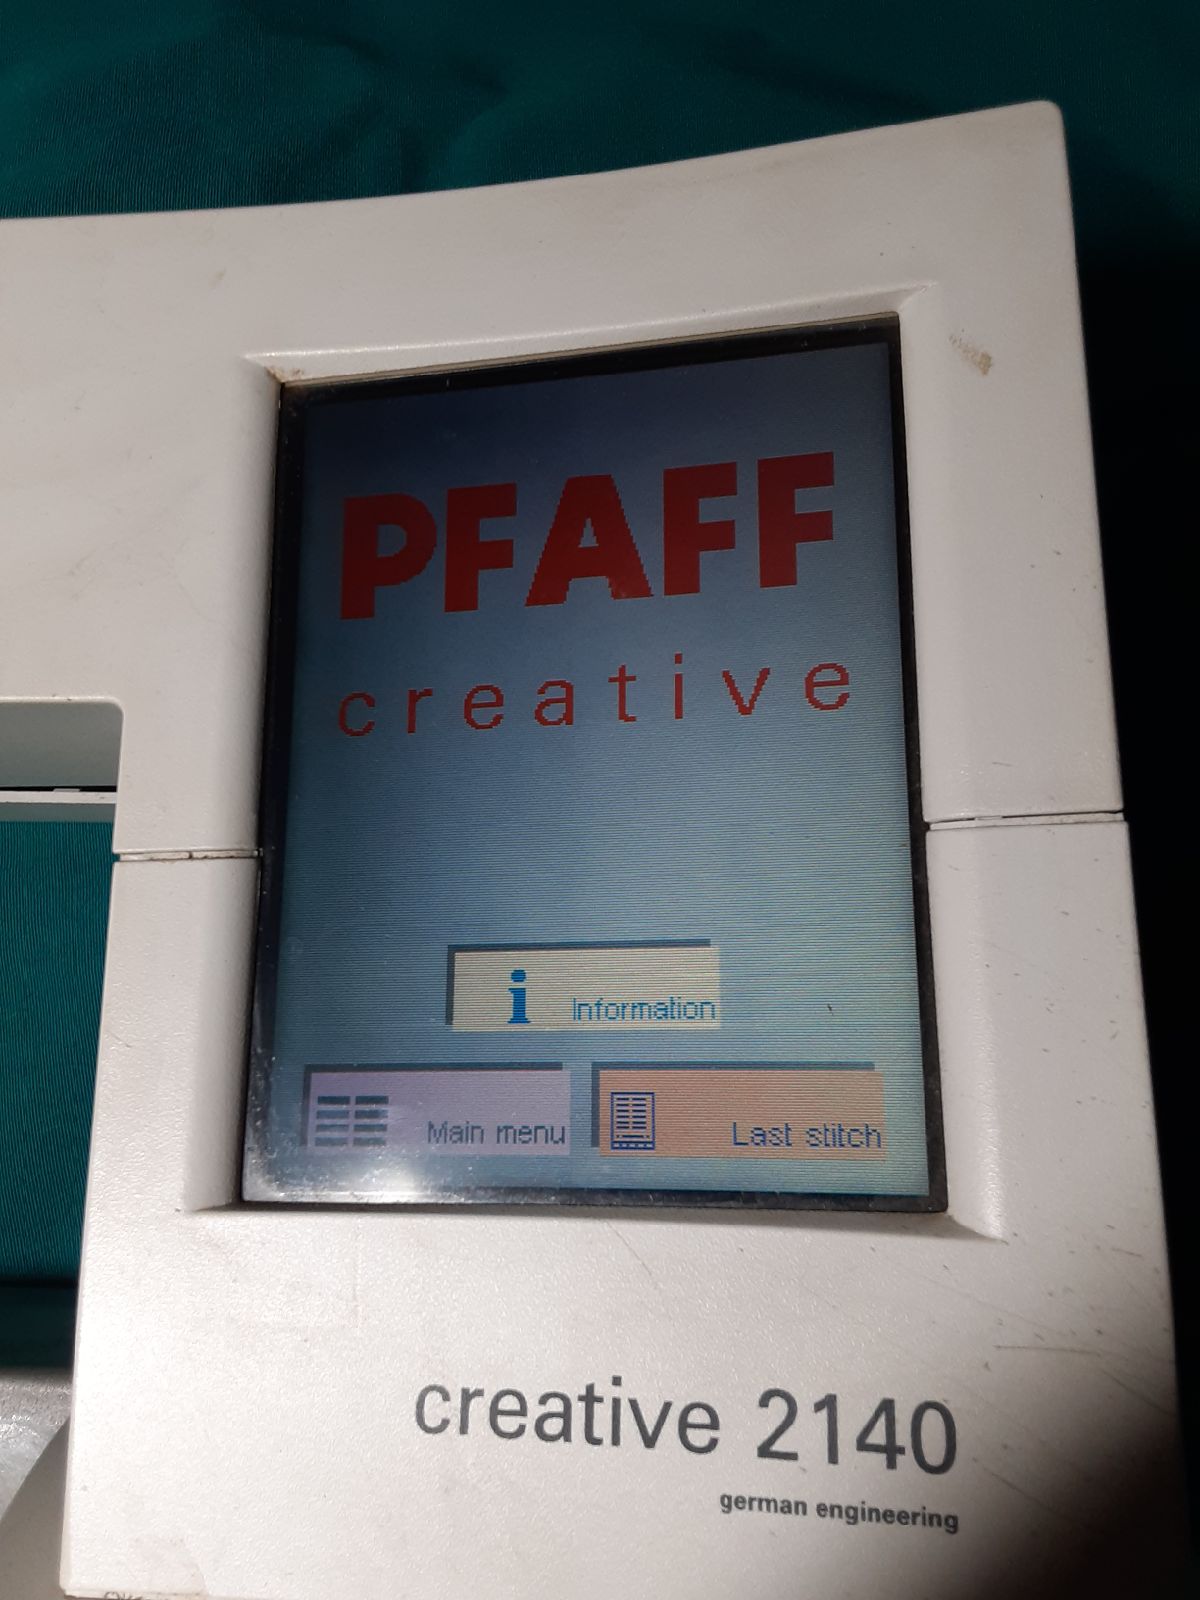 PFAFF
creative
Information
Main menu
Last stitch
creative 2140
german engineering